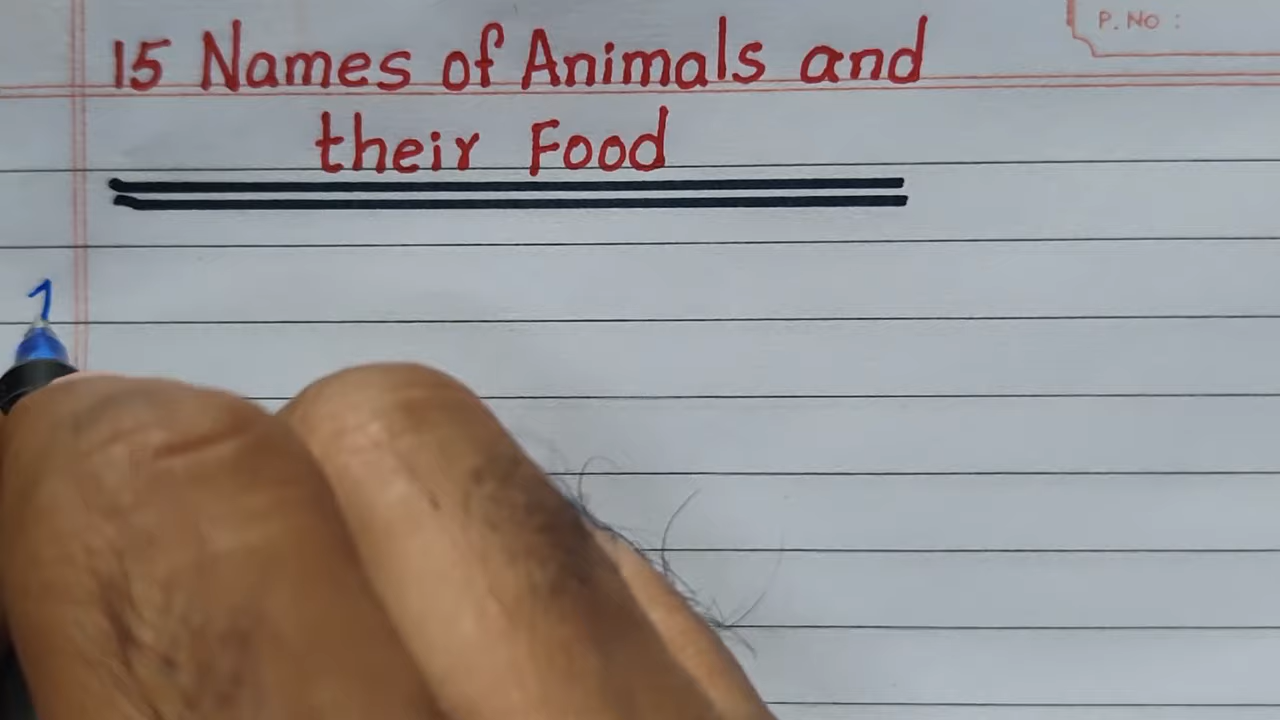 P. No :
15 Names of Animals and
their Food
1